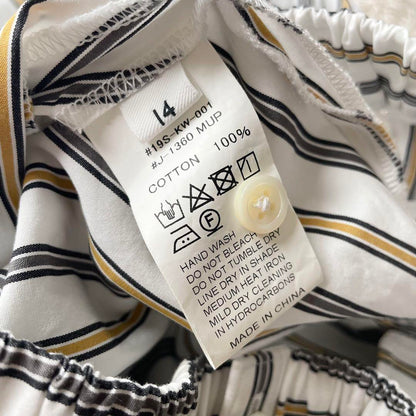 14
#19S-KW-001
#J-1360 MUP
COTTON 100%
HAND WASH
DO NOT BLEACH
DO NOT TUMBLE DRY
LINE DRY IN SHADE
MEDIUM HEAT IRON
MILD DRY CLEANING
IN HYDROCARBONS
MADE IN CHINA